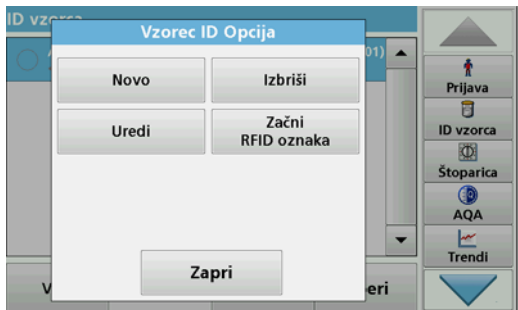 ID vzorca
Vzorec ID Opcija
01)
Novo
Izbriši
Uredi
Začni
RFID oznaka
Zapri
V
eri
Prijava
ID vzorca
Štoparica
AQA
Trendi